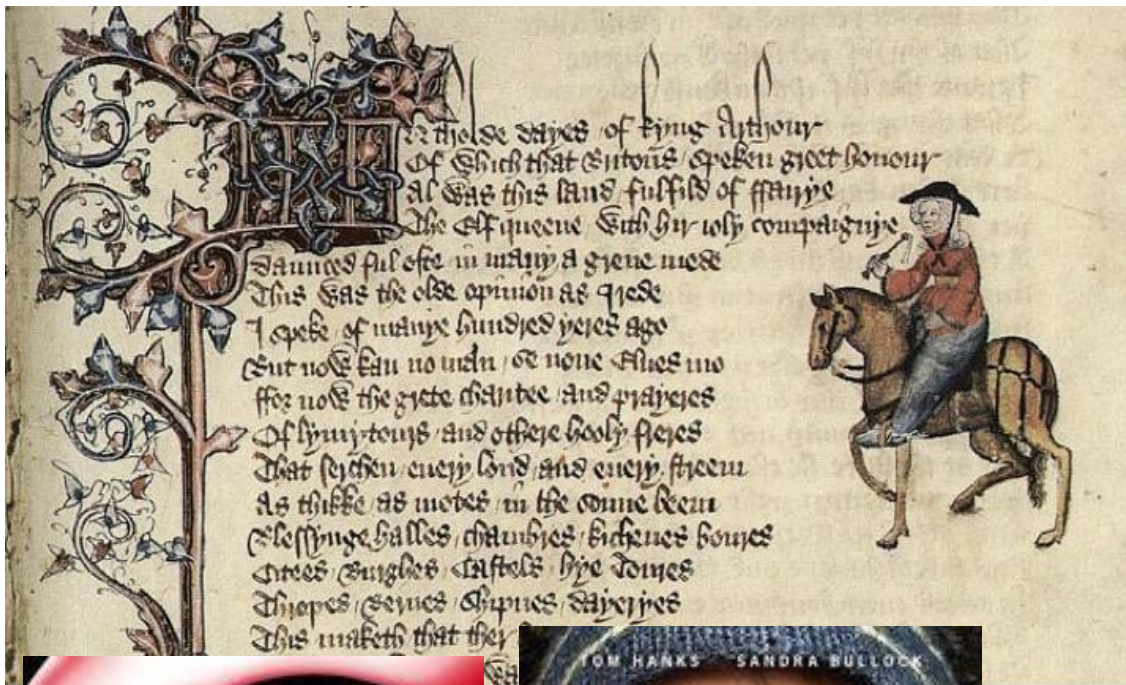 In tholde dayes of kyng Arthour
Of which that Britons speken greet honour
Al was this land fulfild of ffairye
The Elf queene with hir ioly compaignye
daunced ful ofte in many a grene mede
This was the olde opinion as I rede
I speke of manye hundred yeres ago
But now kan no man se none Elues mo
ffor now the grete charitee and prayeres
Of lymytours and othere hooly freres
That serchen euery lond and euery streem
As thikke as motes in the sonne beem
Blessynge halles chambres kichenes boures
Citees Burghes Castels hye Toures
Thropes Bernes Shipnes dayeryes
This maketh that ther
TOM HANKS SANDRA BULLOCK